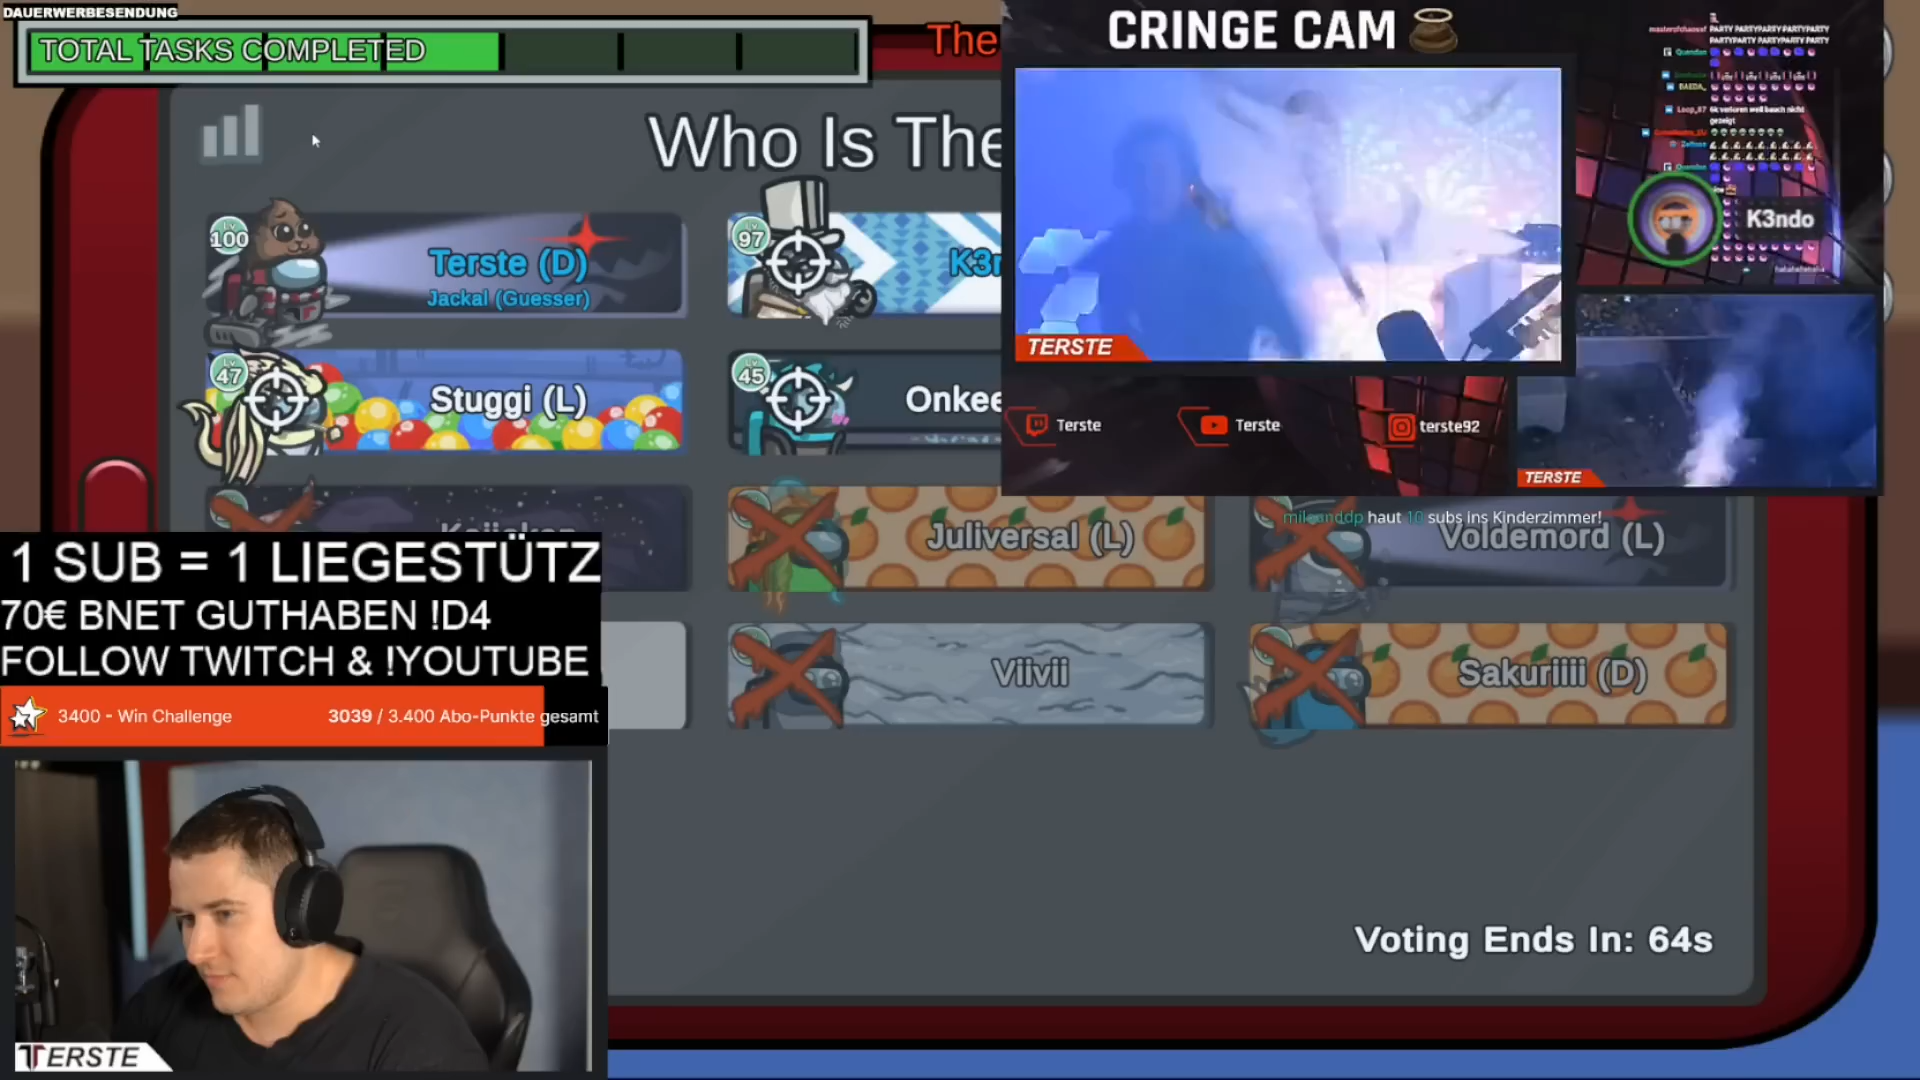 DAUERWERBESENDUNG
TOTAL TASKS COMPLETED
The
CRINGE CAM
Who Is The
100
Terste (D)
Jackal (Guesser)
97
K3n
TERSTE
K3ndo
47
Stuggi (L)
45
Onkee
Terste
Terste
terste92
TERSTE
Juliversal (L)
milganddp haut 10 subs ins Kinderzimmer!
Voldemord (L)
1 SUB = 1 LIEGESTÜTZ
70€ BNET GUTHABEN !D4
FOLLOW TWITCH & !YOUTUBE
Viivii
Sakuriiii (D)
3400 - Win Challenge
3039 / 3.400 Abo-Punkte gesamt
Voting Ends In: 64s
TERSTE